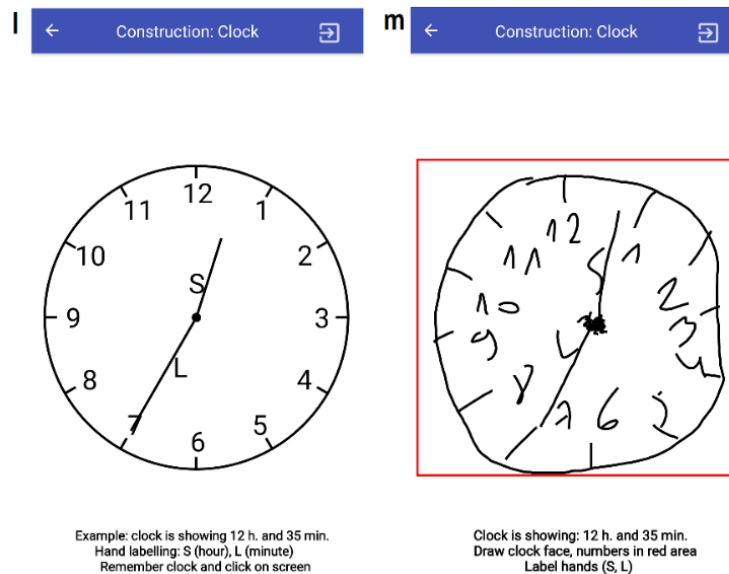 l
Construction: Clock
12
11
1
10
2
S
9
3
L
8
4
7
5
6
Example: clock is showing 12 h. and 35 min.
Hand labelling: S (hour), L (minute)
Remember clock and click on screen
m
Construction: Clock
12
11
1
S
10
2
9
3
L
4
8
7
6
5
Clock is showing: 12 h. and 35 min.
Draw clock face, numbers in red area
Label hands (S, L)